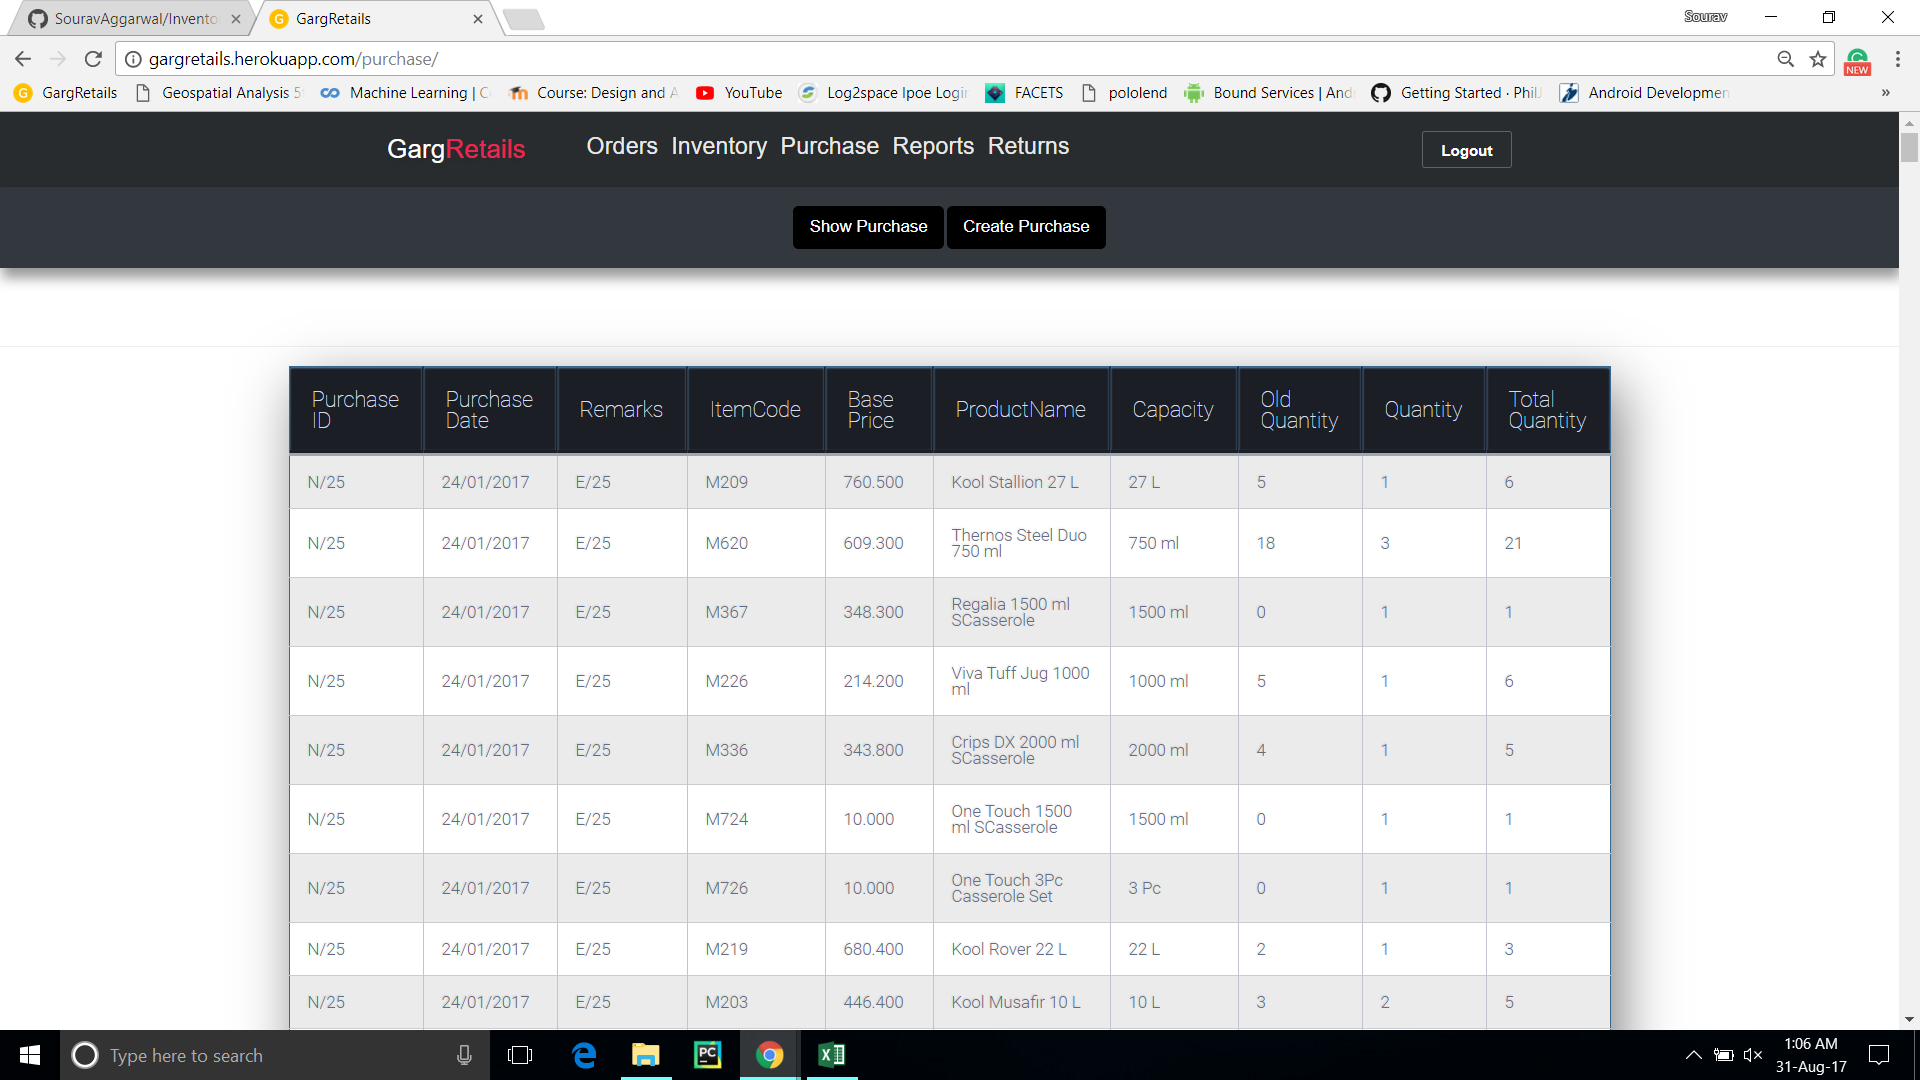 SouravAggarwal/Invento
GargRetails
Sourav
gargretails.herokuapp.com/purchase/
NEW
GargRetails
Geospatial Analysis 5
Machine Learning | C
Course: Design and A
YouTube
Log2space Ipoe Login
FACETS
pololend
Bound Services | And
Getting Started · Phil
Android Developmen
»
GargRetails
Orders Inventory Purchase Reports Returns
Logout
Show Purchase
Create Purchase
Purchase ID
Purchase Date
Remarks
ItemCode
Base Price
ProductName
Capacity
Old Quantity
Quantity
Total Quantity
N/25 24/01/2017 E/25 M209 760.500 Kool Stallion 27 L 27 L 5 1 6
N/25 24/01/2017 E/25 M620 609.300 Thernos Steel Duo 750 ml 750 ml 18 3 21
N/25 24/01/2017 E/25 M367 348.300 Regalia 1500 ml SCasserole 1500 ml 0 1 1
N/25 24/01/2017 E/25 M226 214.200 Viva Tuff Jug 1000 ml 1000 ml 5 1 6
N/25 24/01/2017 E/25 M336 343.800 Crips DX 2000 ml SCasserole 2000 ml 4 1 5
N/25 24/01/2017 E/25 M724 10.000 One Touch 1500 ml SCasserole 1500 ml 0 1 1
N/25 24/01/2017 E/25 M726 10.000 One Touch 3Pc Casserole Set 3 Pc 0 1 1
N/25 24/01/2017 E/25 M219 680.400 Kool Rover 22 L 22 L 2 1 3
N/25 24/01/2017 E/25 M203 446.400 Kool Musafir 10 L 10 L 3 2 5
Type here to search
PC
1:06 AM
31-Aug-17